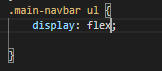 .main-navbar ul {
display: flex;
}